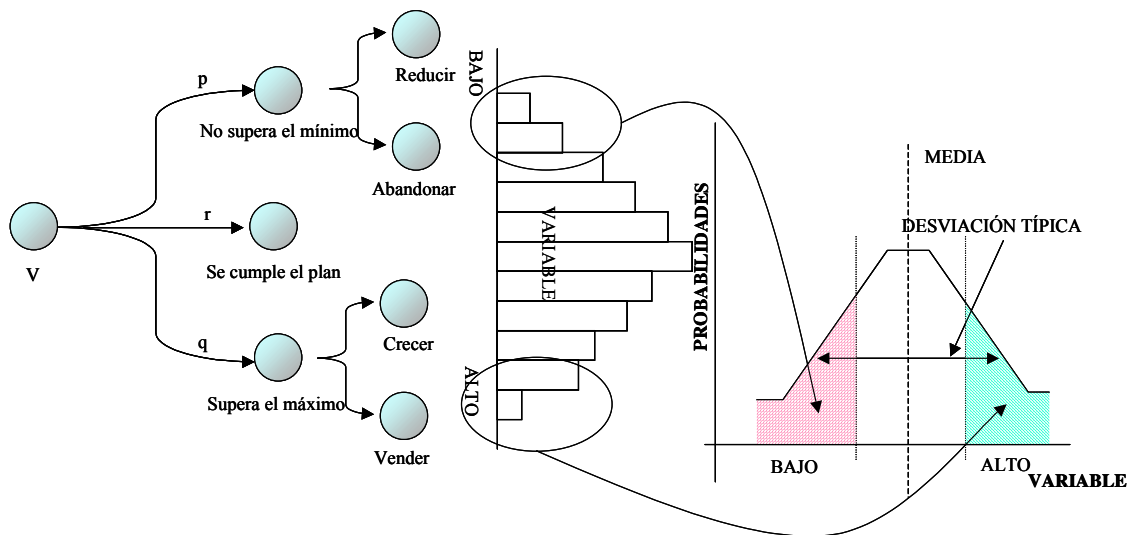 V
p
r
q
No supera el mínimo
Se cumple el plan
Supera el máximo
Reducir
Abandonar
Crecer
Vender
BAJO
VARIABLE
ALTO
PROBABILIDADES
MEDIA
DESVIACIÓN TÍPICA
BAJO
ALTO
VARIABLE